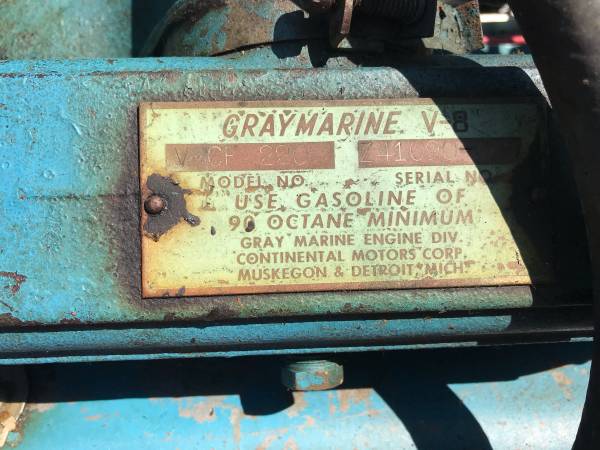 GRAYMARINE V-8
220
MODEL NO. SERIAL NO
USE GASOLINE OF
90 OCTANE MINIMUM
GRAY MARINE ENGINE DIV.
CONTINENTAL MOTORS CORP.
MUSKEGON & DETROIT, MICH.